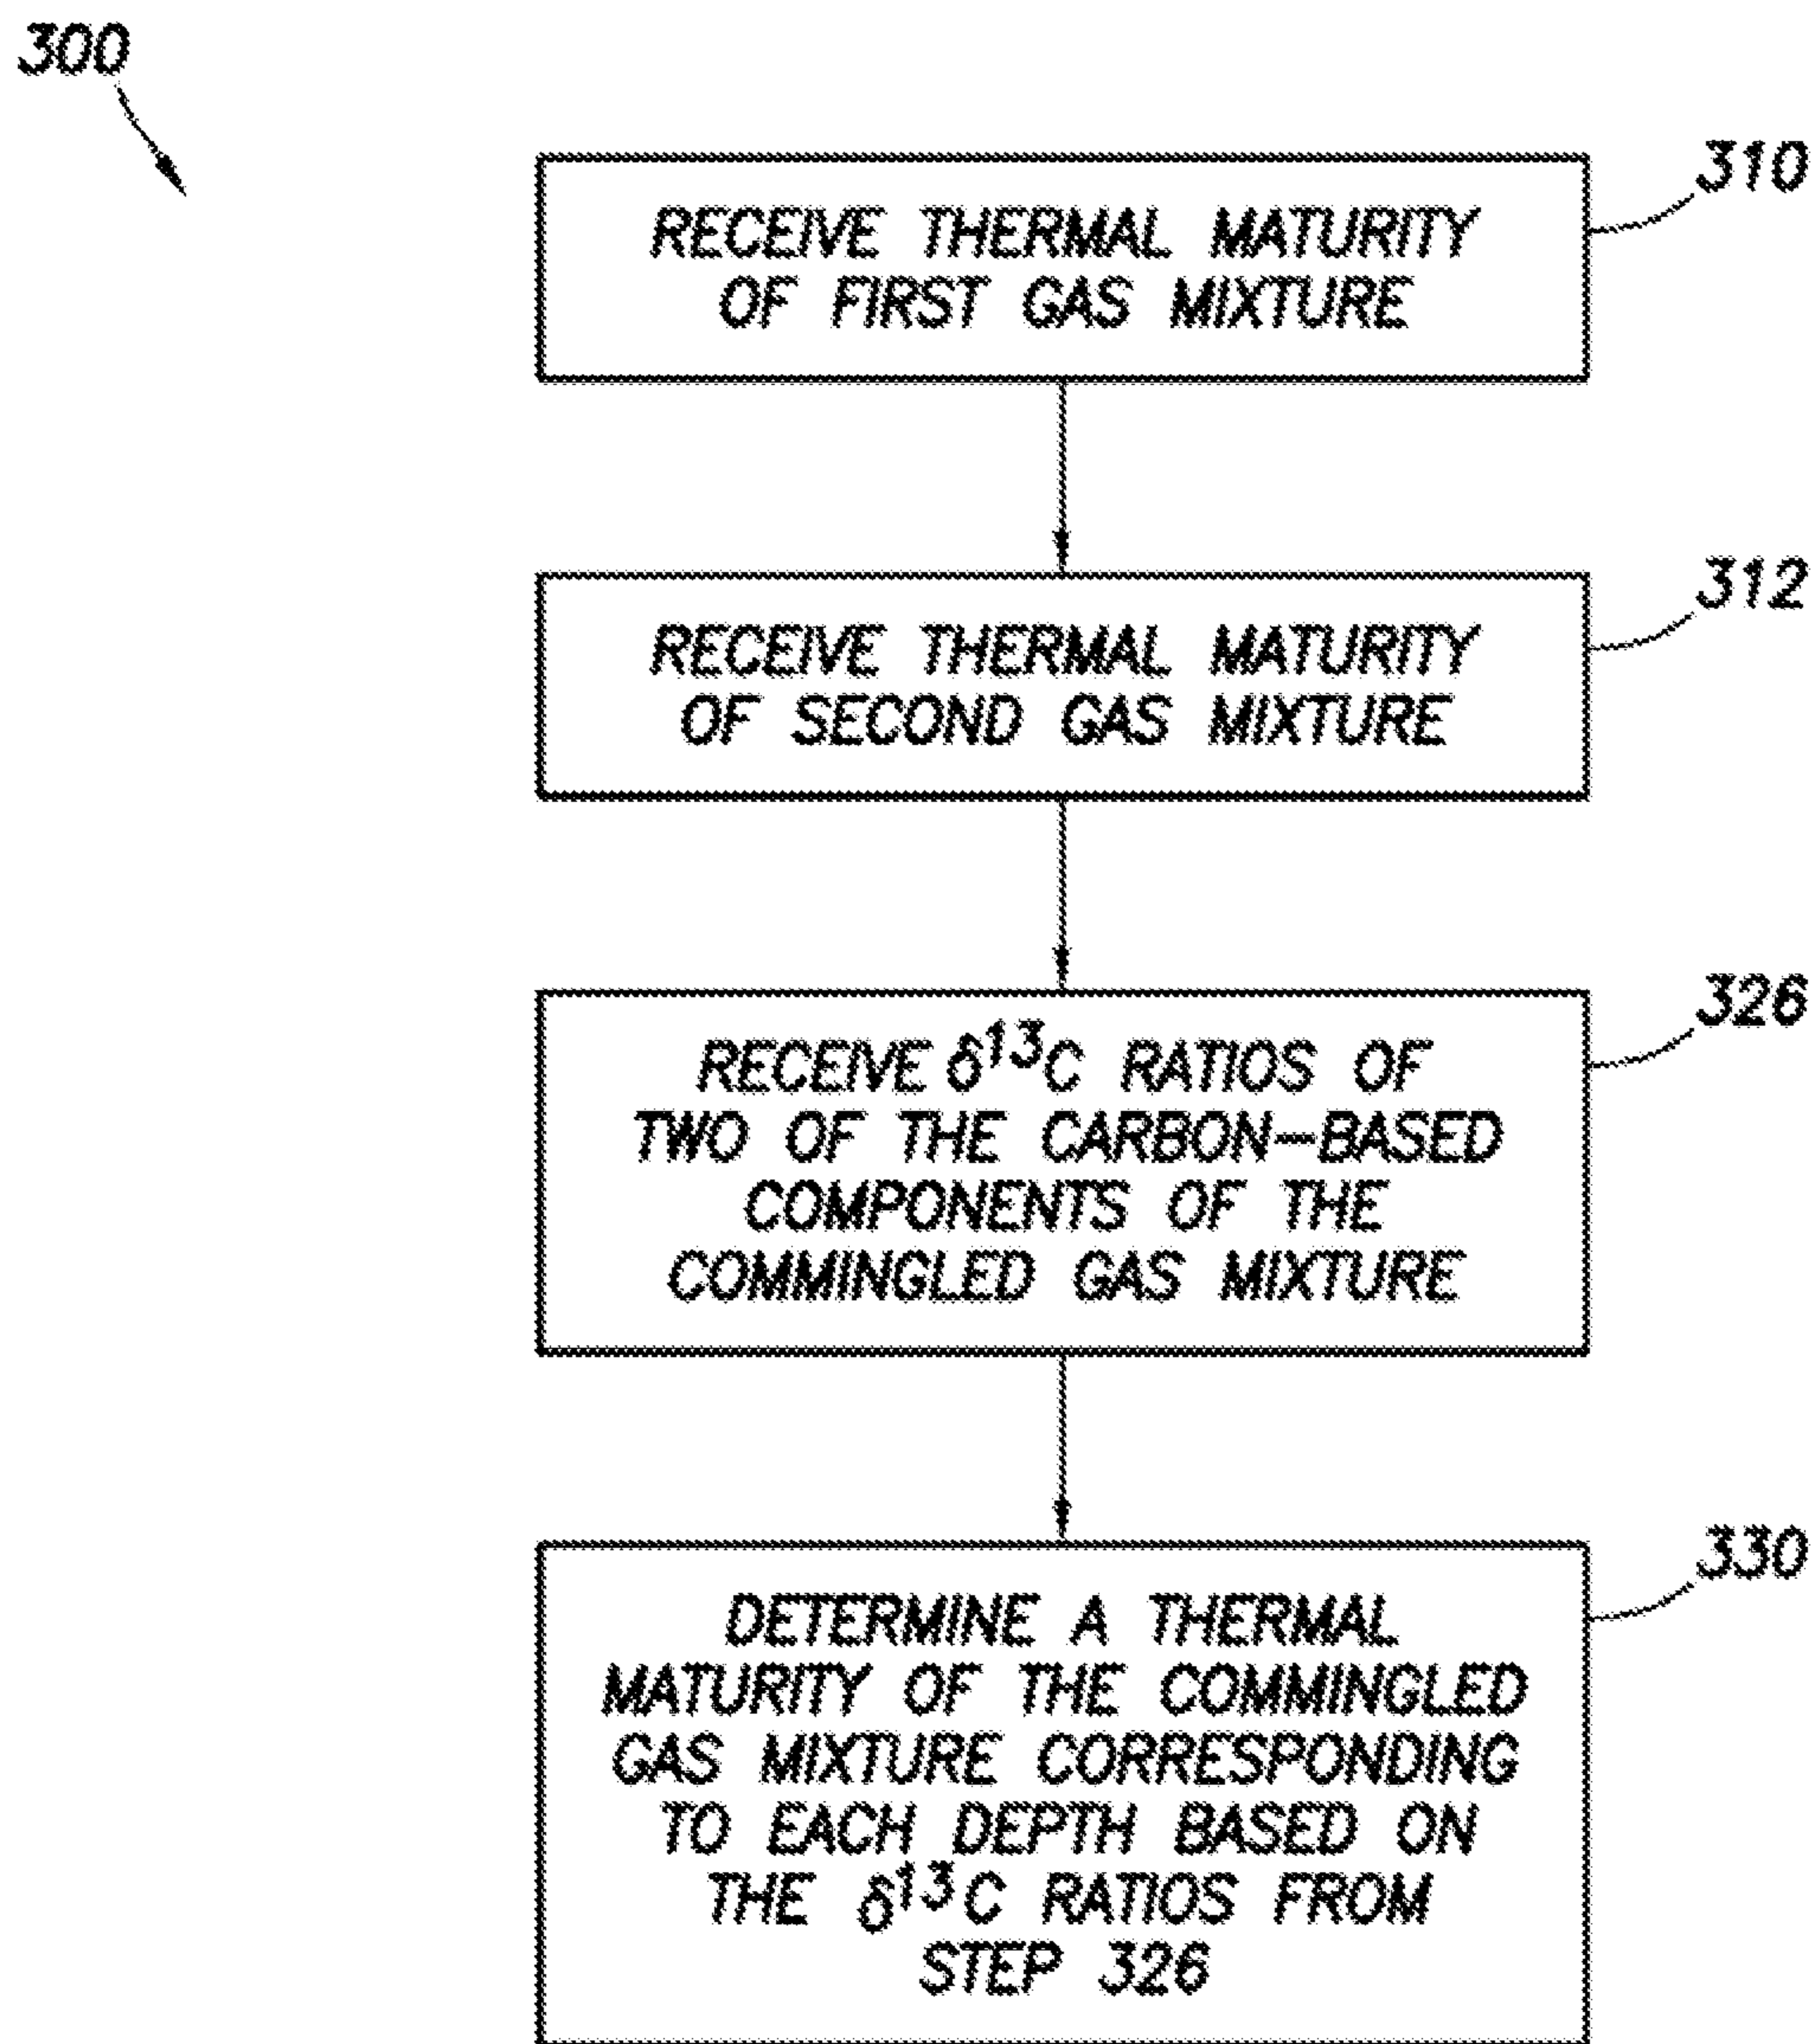 300
310
RECEIVE THERMAL MATURITY
OF FIRST GAS MIXTURE
312
RECEIVE THERMAL MATURITY
OF SECOND GAS MIXTURE
326
RECEIVE δ¹³C RATIOS OF
TWO OF THE CARBON–BASED
COMPONENTS OF THE
COMMINGLED GAS MIXTURE
330
DETERMINE A THERMAL
MATURITY OF THE COMMINGLED
GAS MIXTURE CORRESPONDING
TO EACH DEPTH BASED ON
THE δ¹³C RATIOS FROM
STEP 326